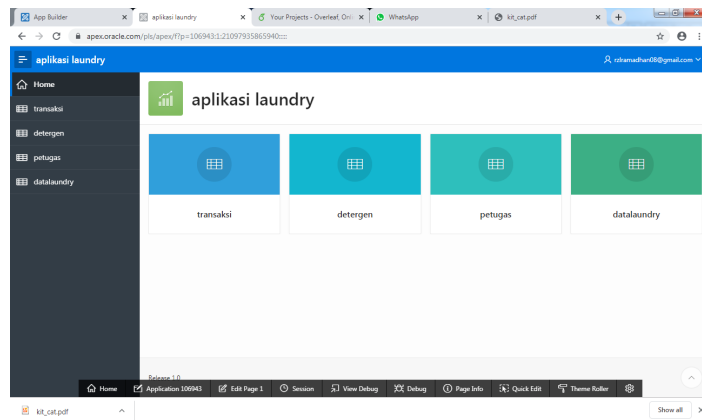 App Builder
aplikasi laundry
Your Projects - Overleaf, Onli
WhatsApp
kit_cat.pdf
apex.oracle.com/pls/apex/f?p=106943:1:21097935865940:::::
aplikasi laundry
rzlramadhan08@gmail.com
Home
transaksi
detergen
petugas
datalaundry
aplikasi laundry
transaksi
detergen
petugas
datalaundry
Release 1.0
Home
Application 106943
Edit Page 1
Session
View Debug
Debug
Page Info
Quick Edit
Theme Roller
kit_cat.pdf
Show all